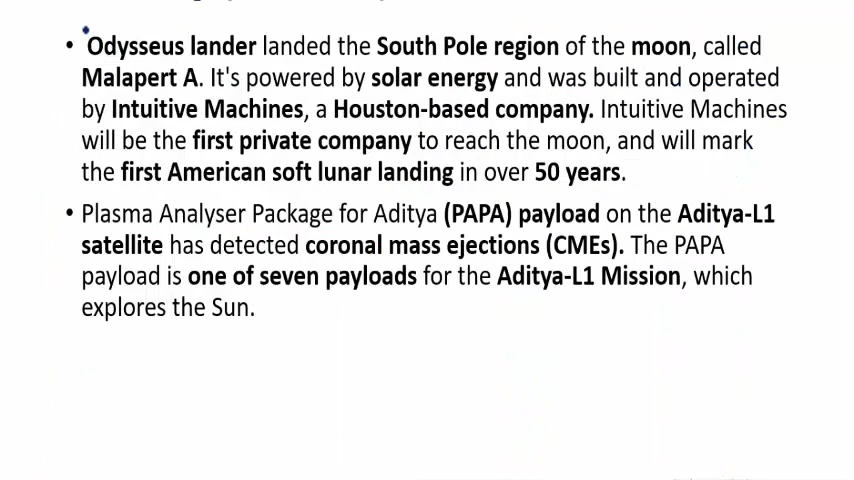 • Odysseus lander landed the South Pole region of the moon, called
Malapert A. It's powered by solar energy and was built and operated
by Intuitive Machines, a Houston-based company. Intuitive Machines
will be the first private company to reach the moon, and will mark
the first American soft lunar landing in over 50 years.
• Plasma Analyser Package for Aditya (PAPA) payload on the Aditya-L1
satellite has detected coronal mass ejections (CMEs). The PAPA
payload is one of seven payloads for the Aditya-L1 Mission, which
explores the Sun.